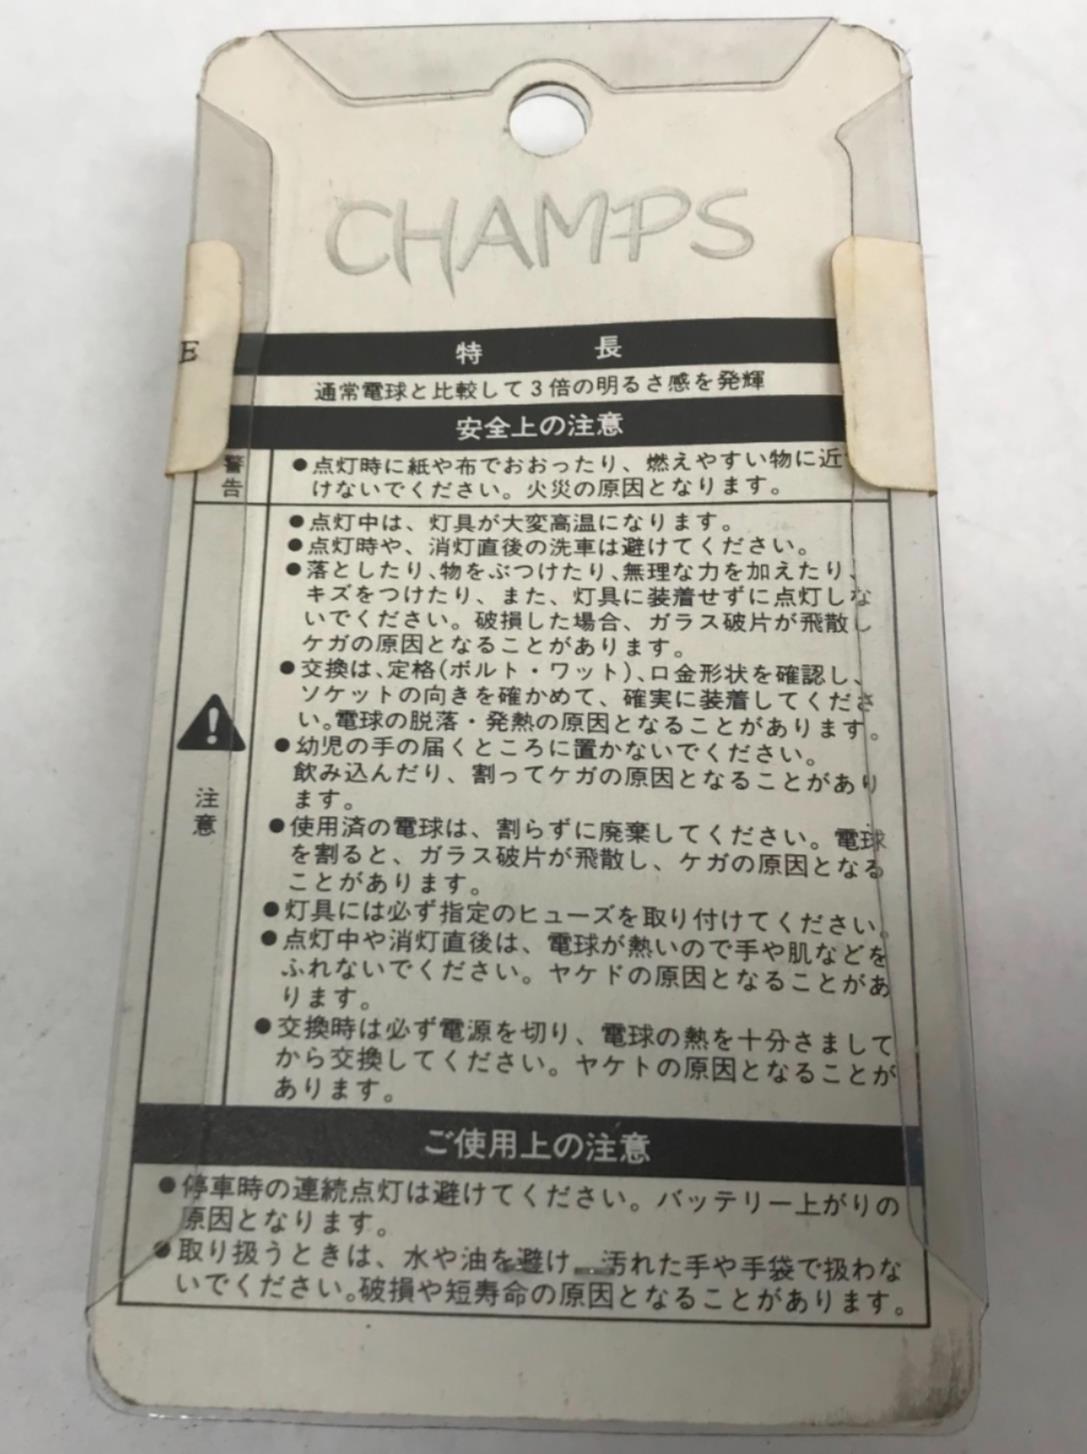 CHAMPS
E
特長
通常電球と比較して3倍の明るさ感を発揮
安全上の注意
警告
●点灯時に紙や布でおおったり、燃えやすい物に近
けないでください。火災の原因となります。
注意
●点灯中は、灯具が大変高温になります。
●点灯時や、消灯直後の洗車は避けてください。
●落としたり、物をぶつけたり、無理な力を加えたり、
キズをつけたり、また、灯具に装着せずに点灯しな
いでください。破損した場合、ガラス破片が飛散し
ケガの原因となることがあります。
●交換は、定格(ボルト・ワット)、口金形状を確認し、
ソケットの向きを確かめて、確実に装着してくださ
い。電球の脱落・発熱の原因となることがあります。
●幼児の手の届くところに置かないでください。
飲み込んだり、割ってケガの原因となることがあり
ます。
●使用済の電球は、割らずに廃棄してください。電球
を割ると、ガラス破片が飛散し、ケガの原因となる
ことがあります。
●灯具には必ず指定のヒューズを取り付けてください。
●点灯中や消灯直後は、電球が熱いので手や肌などを
ふれないでください。ヤケドの原因となることがあ
ります。
●交換時は必ず電源を切り、電球の熱を十分さまして
から交換してください。ヤケトの原因となることが
あります。
ご使用上の注意
●停車時の連続点灯は避けてください。バッテリー上がりの
原因となります。
●取り扱うときは、水や油を避け 汚れた手や手袋で扱わな
いでください。破損や短寿命の原因となることがあります。